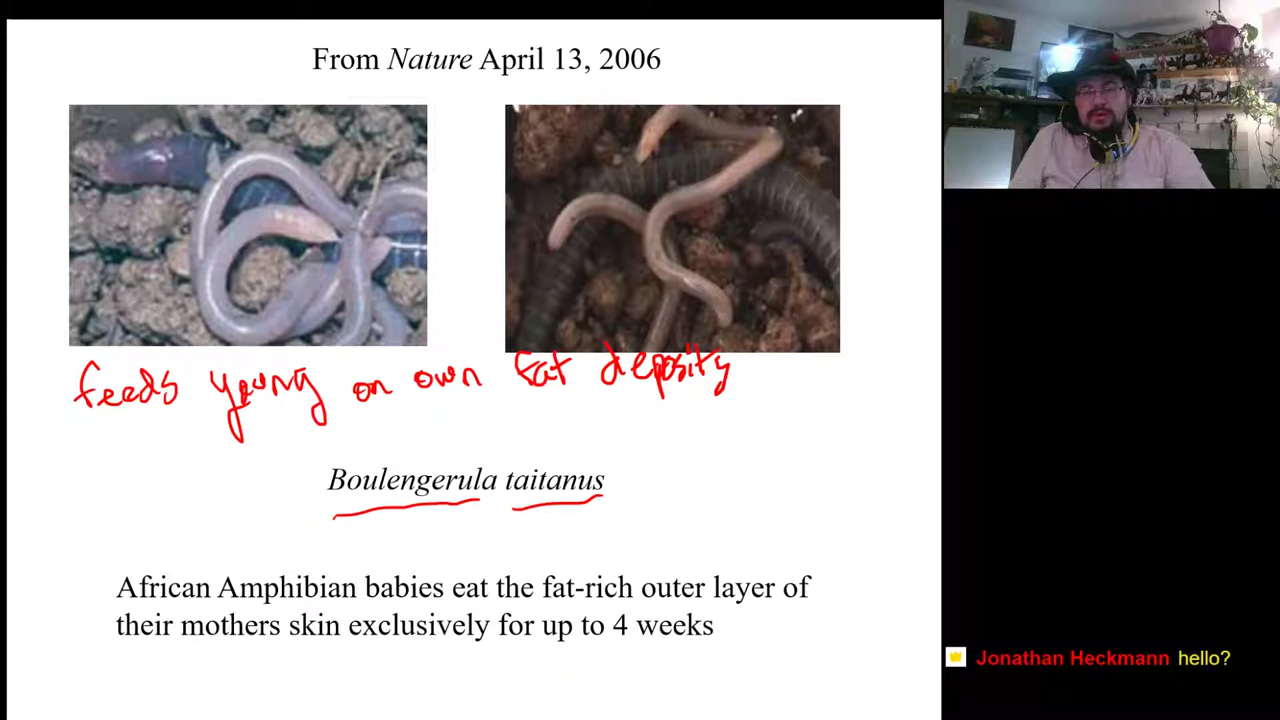 From Nature April 13, 2006
feeds young on own fat deposits
Boulengerula taitanus
African Amphibian babies eat the fat-rich outer layer of
their mothers skin exclusively for up to 4 weeks
Jonathan Heckmann hello?